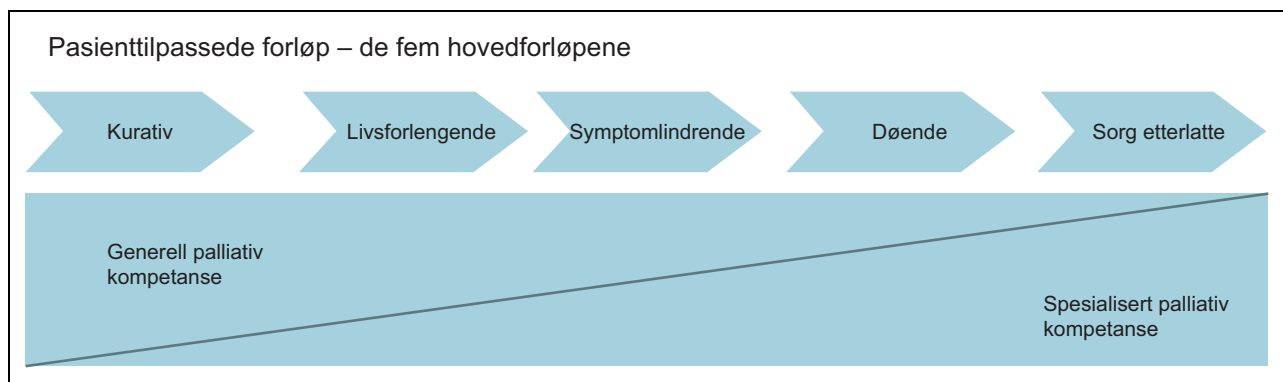 Pasienttilpassede forløp – de fem hovedforløpene
Kurativ
Livsforlengende
Symptomlindrende
Døende
Sorg etterlatte
Generell palliativ
kompetanse
Spesialisert palliativ
kompetanse